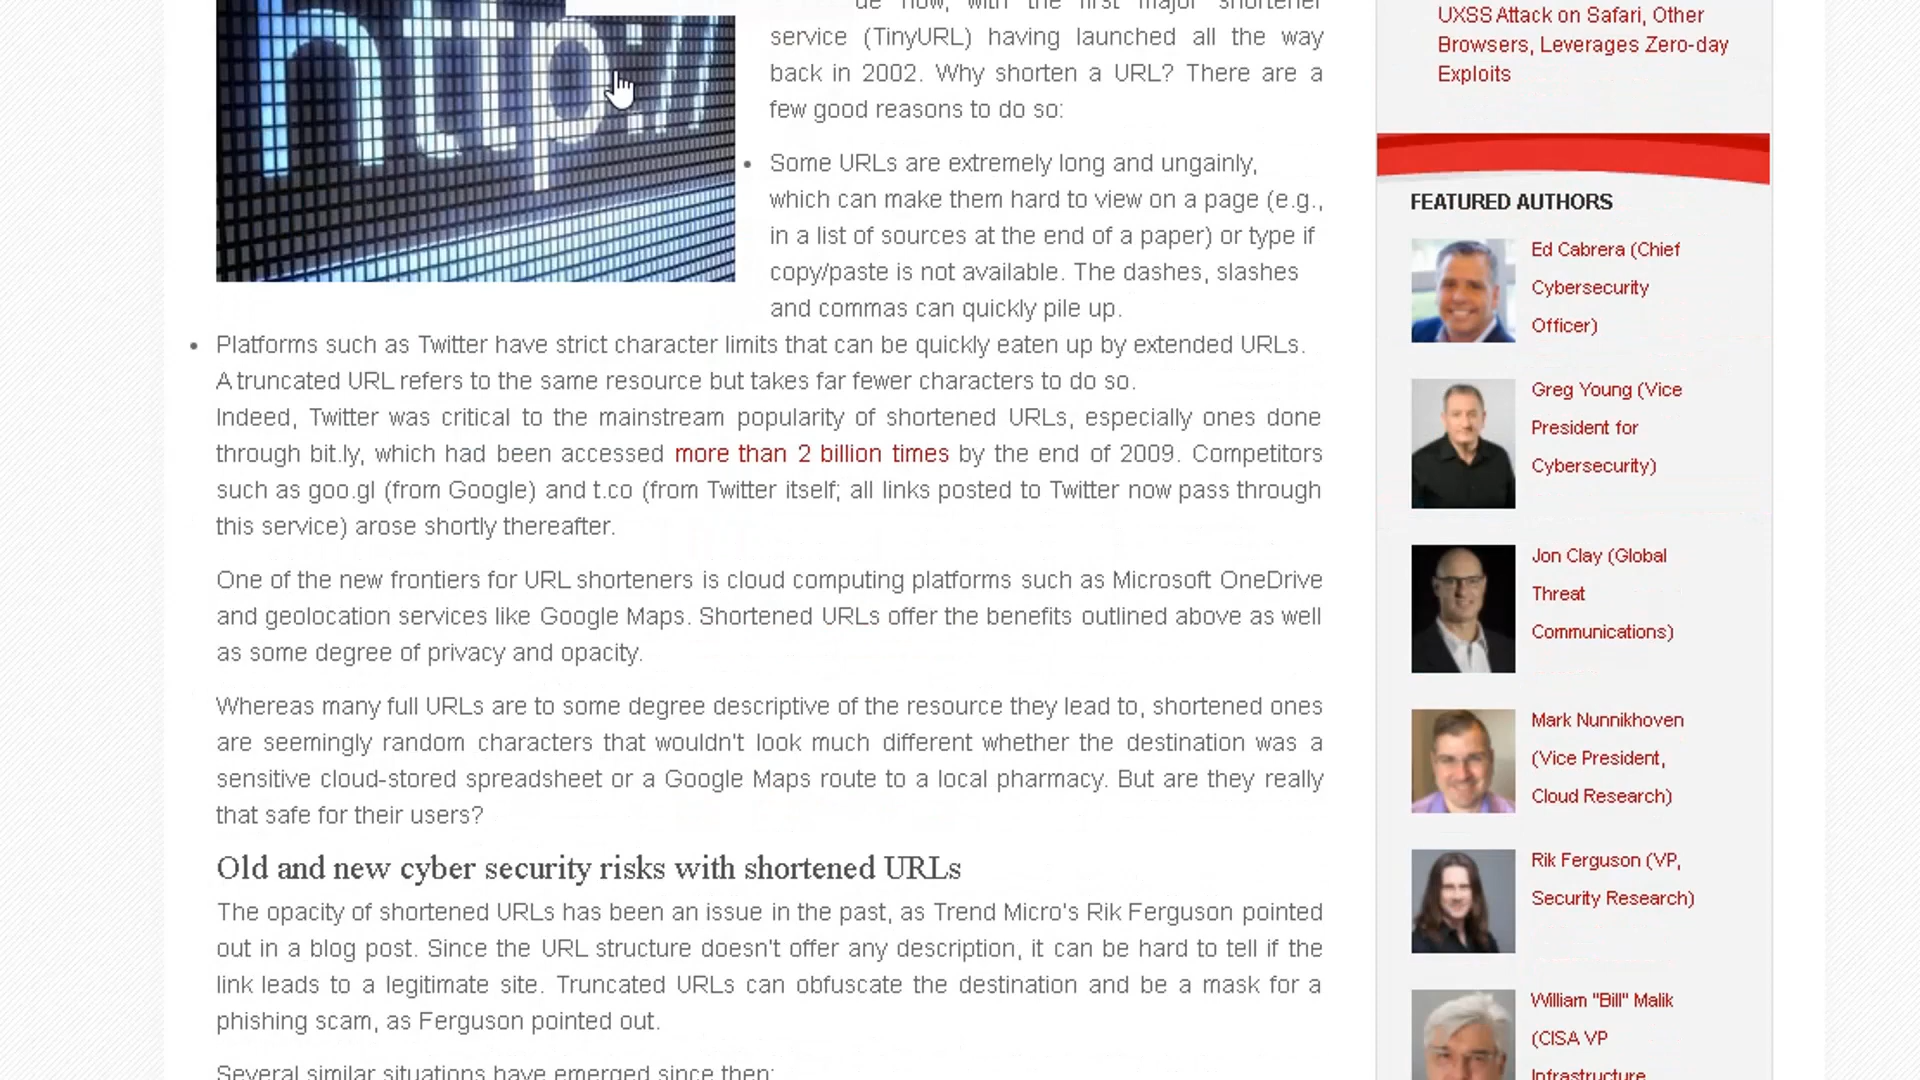 http://
de now, with the first major shortener
service (TinyURL) having launched all the way
back in 2002. Why shorten a URL? There are a
few good reasons to do so:
• Some URLs are extremely long and ungainly,
which can make them hard to view on a page (e.g.,
in a list of sources at the end of a paper) or type if
copy/paste is not available. The dashes, slashes
and commas can quickly pile up.
• Platforms such as Twitter have strict character limits that can be quickly eaten up by extended URLs.
A truncated URL refers to the same resource but takes far fewer characters to do so.
Indeed, Twitter was critical to the mainstream popularity of shortened URLs, especially ones done
through bit.ly, which had been accessed more than 2 billion times by the end of 2009. Competitors
such as goo.gl (from Google) and t.co (from Twitter itself; all links posted to Twitter now pass through
this service) arose shortly thereafter.
One of the new frontiers for URL shorteners is cloud computing platforms such as Microsoft OneDrive
and geolocation services like Google Maps. Shortened URLs offer the benefits outlined above as well
as some degree of privacy and opacity.
Whereas many full URLs are to some degree descriptive of the resource they lead to, shortened ones
are seemingly random characters that wouldn't look much different whether the destination was a
sensitive cloud-stored spreadsheet or a Google Maps route to a local pharmacy. But are they really
that safe for their users?
Old and new cyber security risks with shortened URLs
The opacity of shortened URLs has been an issue in the past, as Trend Micro's Rik Ferguson pointed
out in a blog post. Since the URL structure doesn't offer any description, it can be hard to tell if the
link leads to a legitimate site. Truncated URLs can obfuscate the destination and be a mask for a
phishing scam, as Ferguson pointed out.
Several similar situations have emerged since then:
UXSS Attack on Safari, Other
Browsers, Leverages Zero-day
Exploits
FEATURED AUTHORS
Ed Cabrera (Chief
Cybersecurity
Officer)
Greg Young (Vice
President for
Cybersecurity)
Jon Clay (Global
Threat
Communications)
Mark Nunnikhoven
(Vice President,
Cloud Research)
Rik Ferguson (VP,
Security Research)
William "Bill" Malik
(CISA VP
Infrastructure